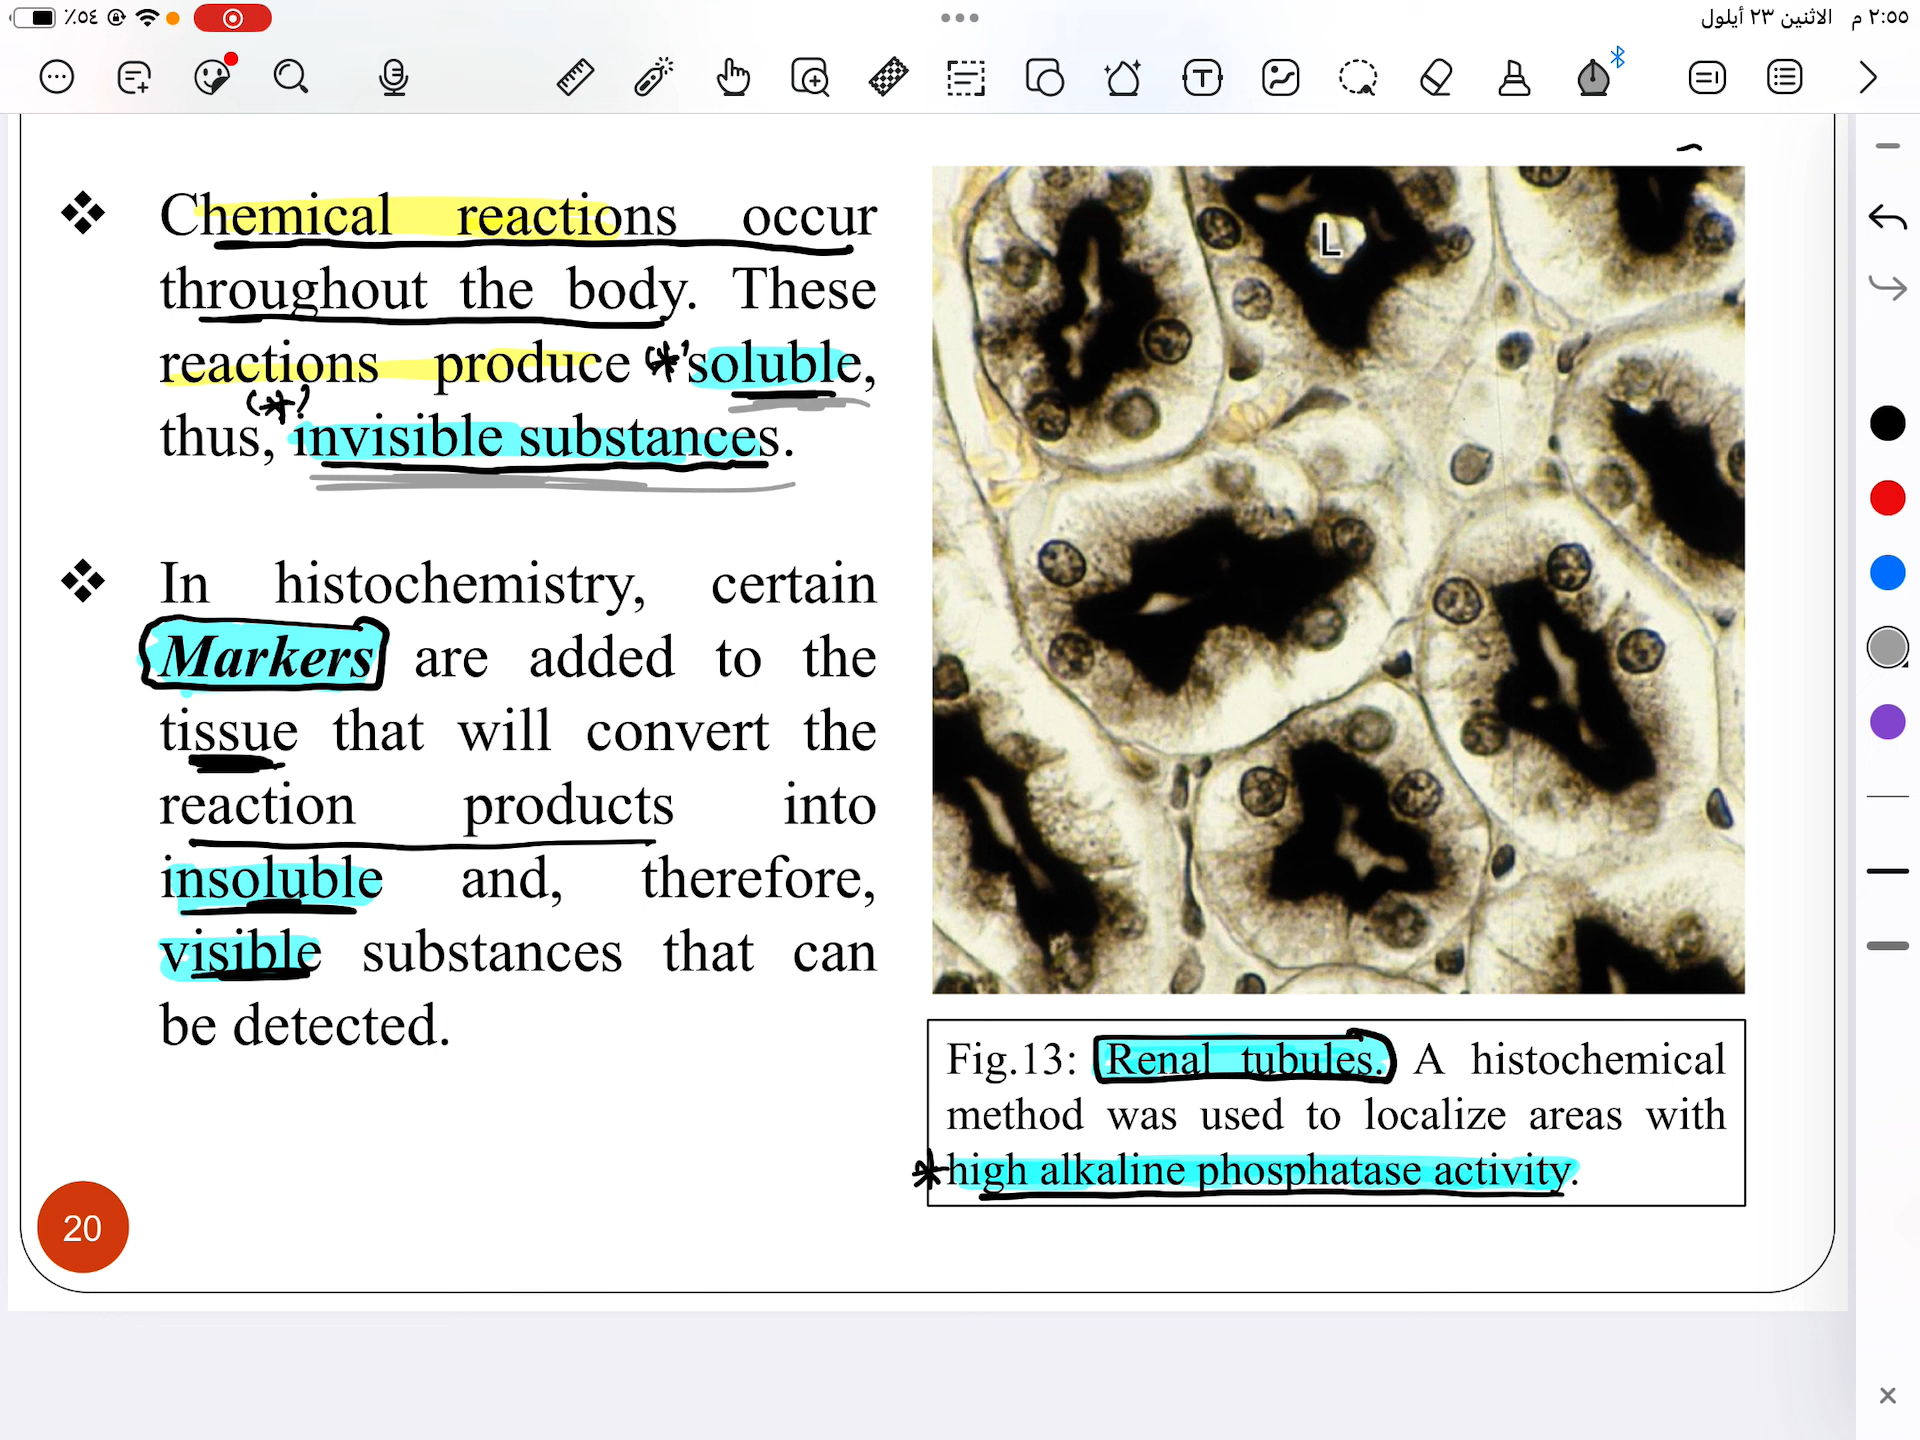 ٪٥٤
الاثنين ٢٣ أيلول ٢:٥٥ م
❖ Chemical reactions occur
throughout the body. These
reactions produce (*) soluble,
(*)
thus, invisible substances.
❖ In histochemistry, certain
Markers are added to the
tissue that will convert the
reaction products into
insoluble and, therefore,
visible substances that can
be detected.
L
Fig.13: Renal tubules. A histochemical
method was used to localize areas with
*high alkaline phosphatase activity.
20